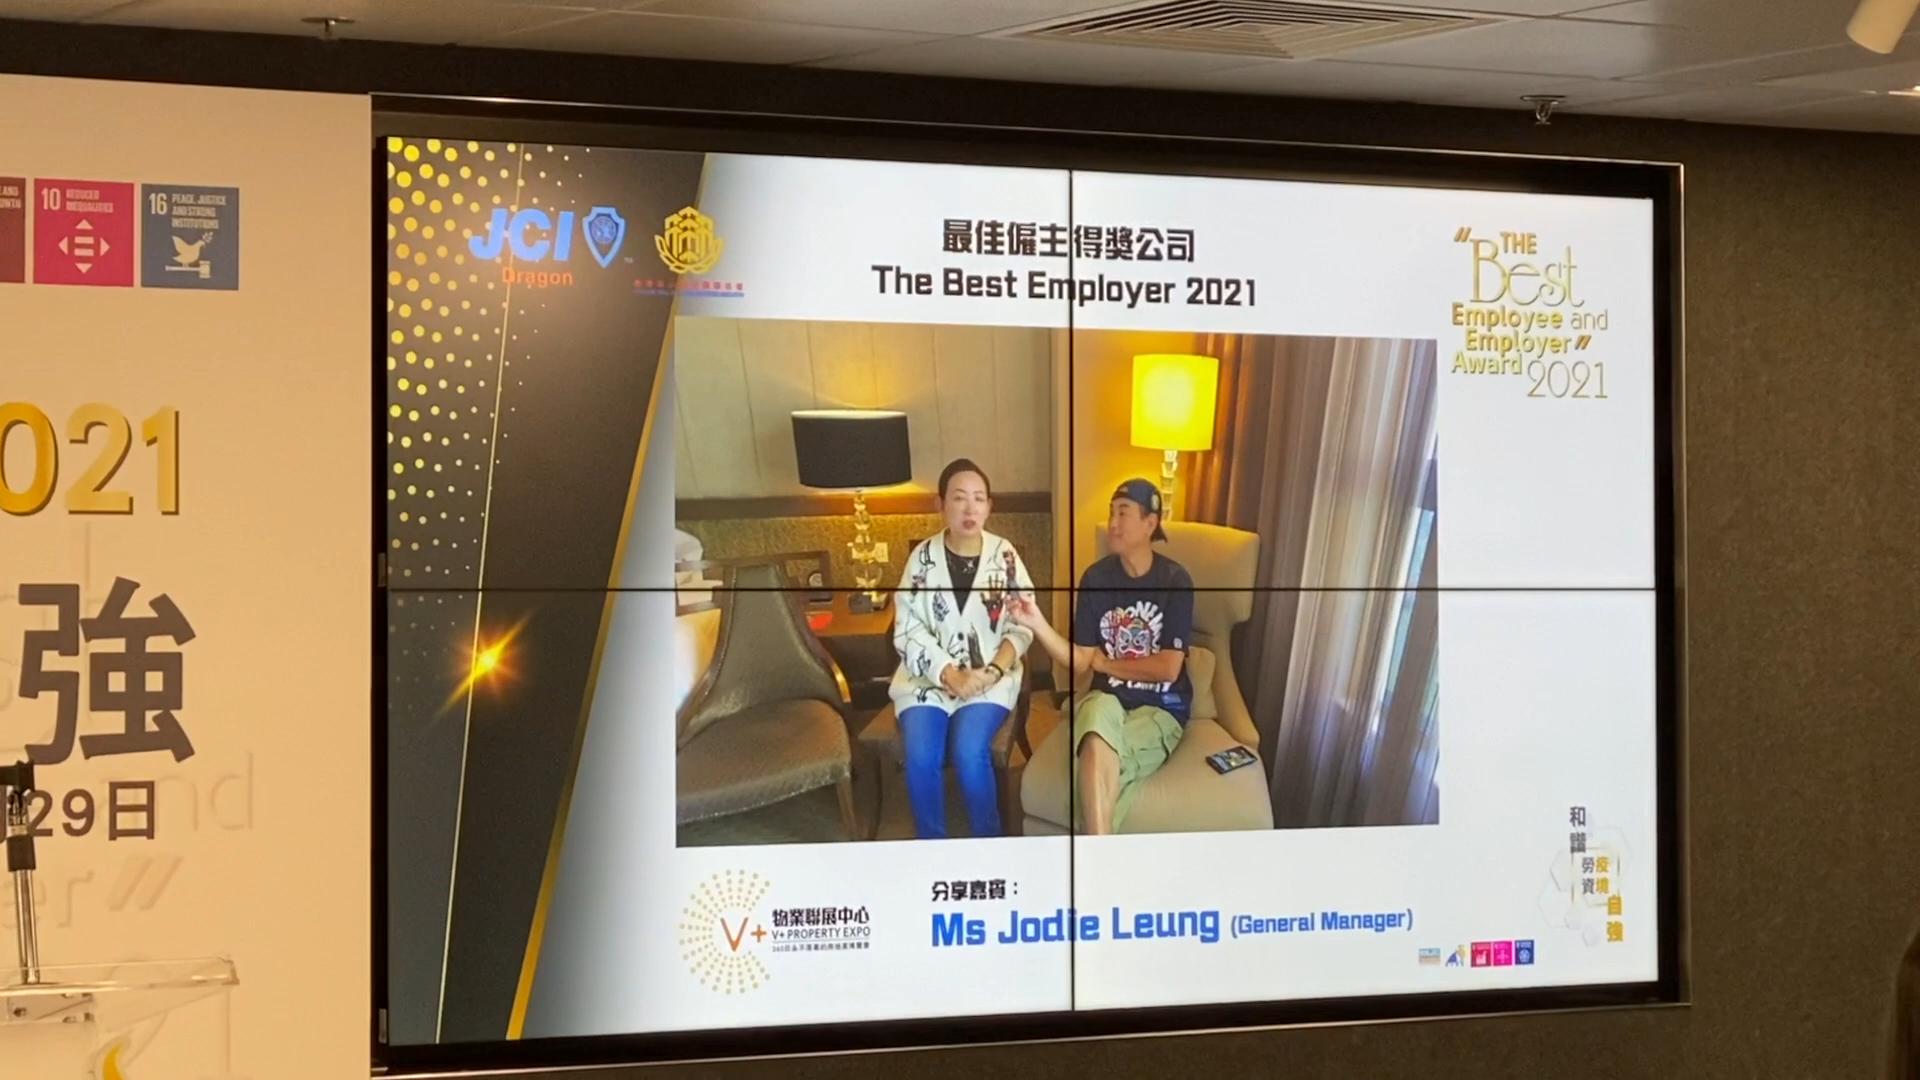 10 REDUCED INEQUALITIES
16 PEACE, JUSTICE AND STRONG INSTITUTIONS
021
強
29日
JCI
Dragon
最佳僱主得獎公司
The Best Employer 2021
"THE
Best
Employee and
Employer"
Award 2021
V+
物業聯展中心
V+ PROPERTY EXPO
分享嘉賓：
Ms Jodie Leung (General Manager)
和諧
勞資
疫境
自強